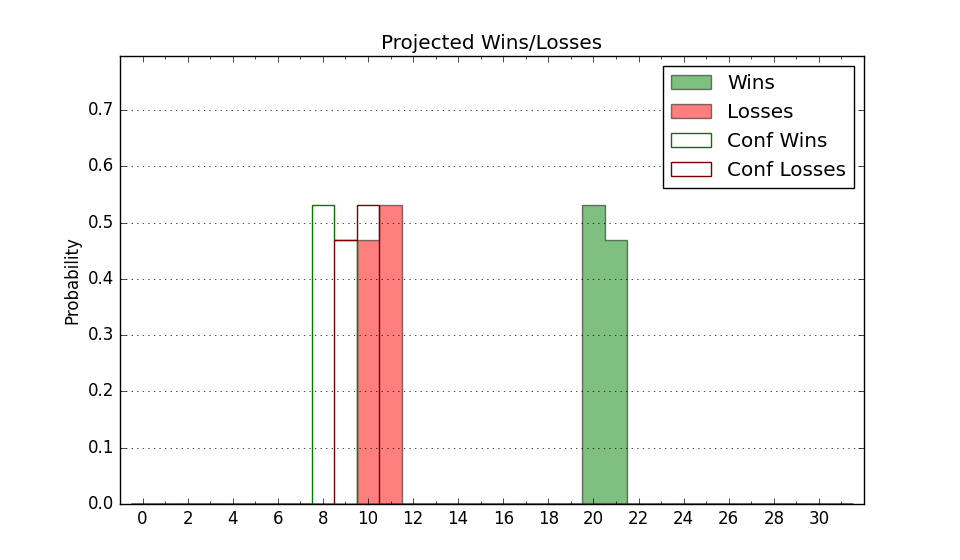 Projected Wins/Losses
Wins
Losses
Conf Wins
Conf Losses
Probability
0.7
0.6
0.5
0.4
0.3
0.2
0.1
0.0
0 2 4 6 8 10 12 14 16 18 20 22 24 26 28 30